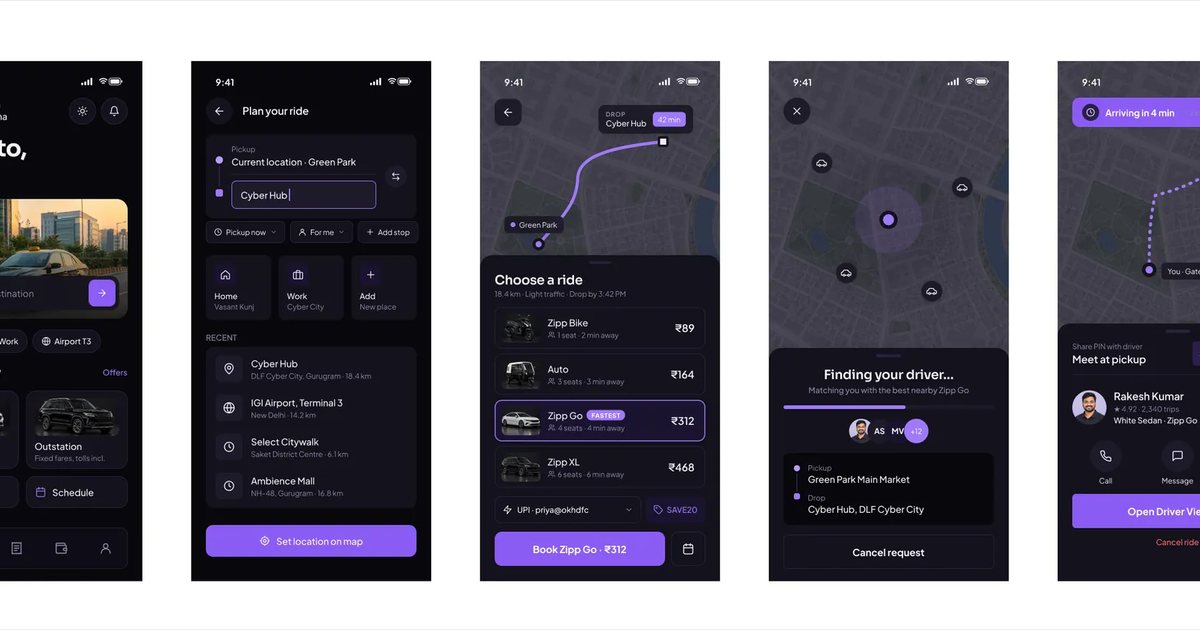 na
to,
stination
Work
Airport T3
Offers
Outstation
Fixed fares, tolls incl.
Schedule
9:41
Plan your ride
Pickup
Current location · Green Park
Cyber Hub
Pickup now
For me
Add stop
Home
Vasant Kunj
Work
Cyber City
Add
New place
RECENT
Cyber Hub
DLF Cyber City, Gurugram · 18.4 km
IGI Airport, Terminal 3
New Delhi · 14.2 km
Select Citywalk
Saket District Centre · 6.1 km
Ambience Mall
NH-48, Gurugram · 16.8 km
Set location on map
9:41
DROP
Cyber Hub
42 min
Green Park
Choose a ride
18.4 km · Light traffic · Drop by 3:42 PM
Zipp Bike
1 seat · 2 min away
₹89
Auto
3 seats · 3 min away
₹164
Zipp Go FASTEST
4 seats · 4 min away
₹312
Zipp XL
6 seats · 6 min away
₹468
UPI · priya@okhdfc
SAVE20
Book Zipp Go · ₹312
9:41
Finding your driver...
Matching you with the best nearby Zipp Go
AS MV +12
Pickup
Green Park Main Market
Drop
Cyber Hub, DLF Cyber City
Cancel request
9:41
Arriving in 4 min
You · Gate
Share PIN with driver
Meet at pickup
Rakesh Kumar
★ 4.92 · 2,340 trips
White Sedan · Zipp Go
Call
Message
Open Driver Vie
Cancel ride